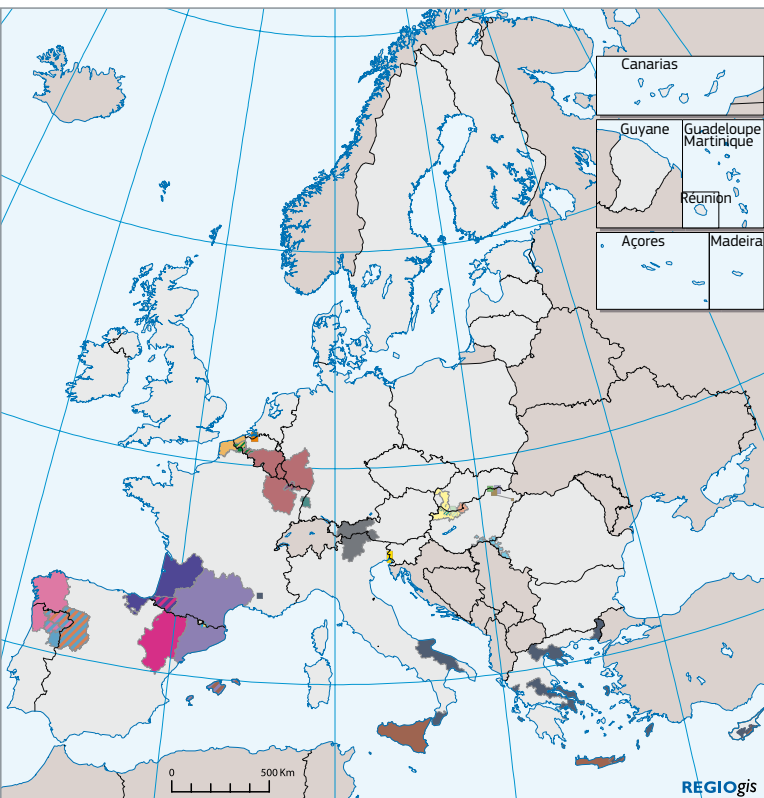 Canarias
Guyane
Guadeloupe
Martinique
Réunion
Açores
Madeira
0
500 Km
REGIOgis